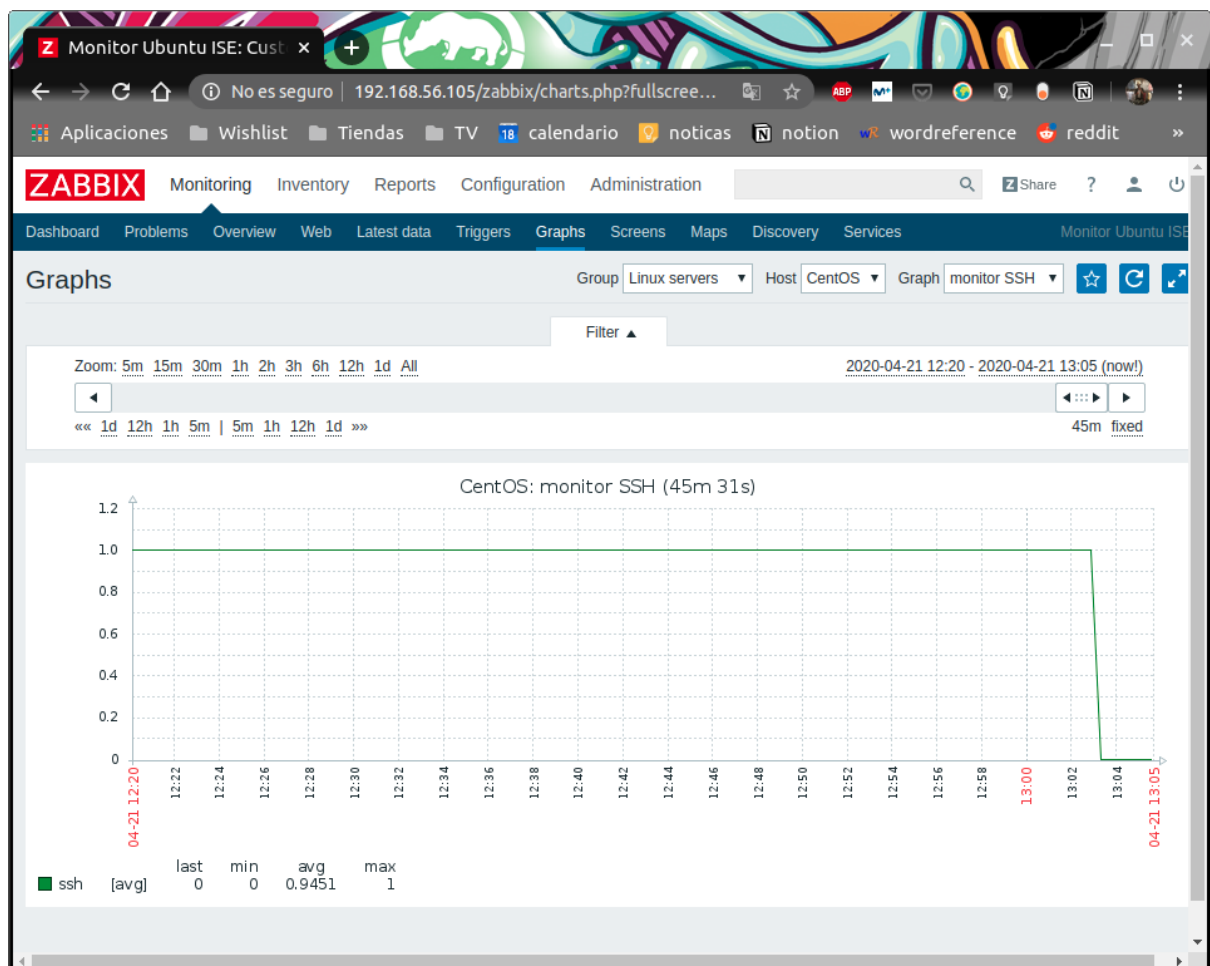 Z Monitor Ubuntu ISE: Cust × +
No es seguro | 192.168.56.105/zabbix/charts.php?fullscree... ABP M+
Aplicaciones Wishlist Tiendas TV 18 calendario noticas notion wR wordreference reddit »
ZABBIX Monitoring Inventory Reports Configuration Administration Z Share ?
Dashboard Problems Overview Web Latest data Triggers Graphs Screens Maps Discovery Services Monitor Ubuntu ISE
Graphs Group Linux servers ▼ Host CentOS ▼ Graph monitor SSH ▼
Filter ▲
Zoom: 5m 15m 30m 1h 2h 3h 6h 12h 1d All 2020-04-21 12:20 - 2020-04-21 13:05 (now!)
«« 1d 12h 1h 5m | 5m 1h 12h 1d »» 45m fixed
CentOS: monitor SSH (45m 31s)
1.2
1.0
0.8
0.6
0.4
0.2
0
04-21 12:20 12:22 12:24 12:26 12:28 12:30 12:32 12:34 12:36 12:38 12:40 12:42 12:44 12:46 12:48 12:50 12:52 12:54 12:56 12:58 13:00 13:02 13:04 04-21 13:05
last min avg max
ssh [avg] 0 0 0.9451 1